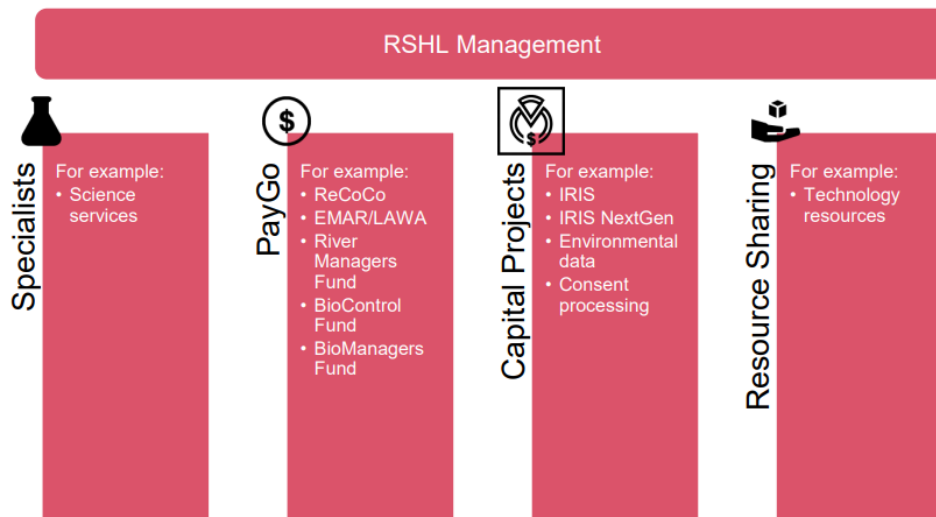 RSHL Management
Specialists
For example:
• Science
services
PayGo
$
For example:
• ReCoCo
• EMAR/LAWA
• River
Managers
Fund
• BioControl
Fund
• BioManagers
Fund
Capital Projects
$
For example:
• IRIS
• IRIS NextGen
• Environmental
data
• Consent
processing
Resource Sharing
For example:
• Technology
resources